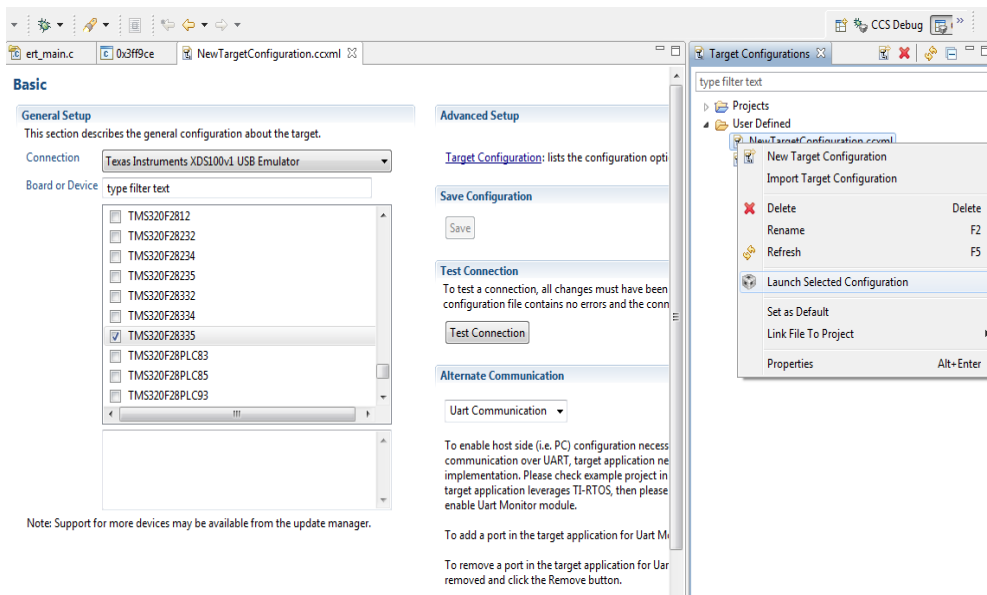 CCS Debug
»
ert_main.c
0x3ff9ce
NewTargetConfiguration.ccxml
Basic
General Setup
This section describes the general configuration about the target.
Connection
Texas Instruments XDS100v1 USB Emulator
Board or Device
type filter text
TMS320F2812
TMS320F28232
TMS320F28234
TMS320F28235
TMS320F28332
TMS320F28334
TMS320F28335
TMS320F28PLC83
TMS320F28PLC85
TMS320F28PLC93
Note: Support for more devices may be available from the update manager.
Advanced Setup
Target Configuration: lists the configuration opti
Save Configuration
Save
Test Connection
To test a connection, all changes must have been
configuration file contains no errors and the conn
Test Connection
Alternate Communication
Uart Communication
To enable host side (i.e. PC) configuration necess
communication over UART, target application ne
implementation. Please check example project in
target application leverages TI-RTOS, then please
enable Uart Monitor module.
To add a port in the target application for Uart M
To remove a port in the target application for Uar
removed and click the Remove button.
Target Configurations
type filter text
Projects
User Defined
NewTargetConfiguration.ccxml
New Target Configuration
Import Target Configuration
Delete Delete
Rename F2
Refresh F5
Launch Selected Configuration
Set as Default
Link File To Project
Properties Alt+Enter